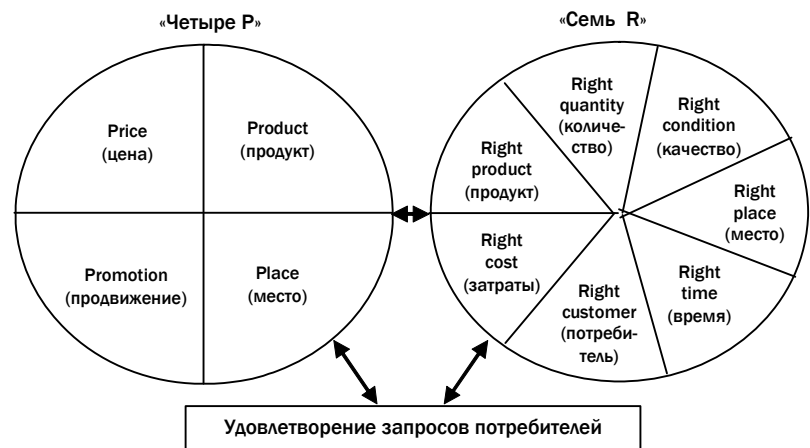 «Четыре P»
Price
(цена)
Product
(продукт)
Promotion
(продвижение)
Place
(место)
«Семь R»
Right
quantity
(количе-
ство)
Right
condition
(качество)
Right
product
(продукт)
Right
place
(место)
Right
cost
(затраты)
Right
time
(время)
Right
customer
(потреби-
тель)
Удовлетворение запросов потребителей